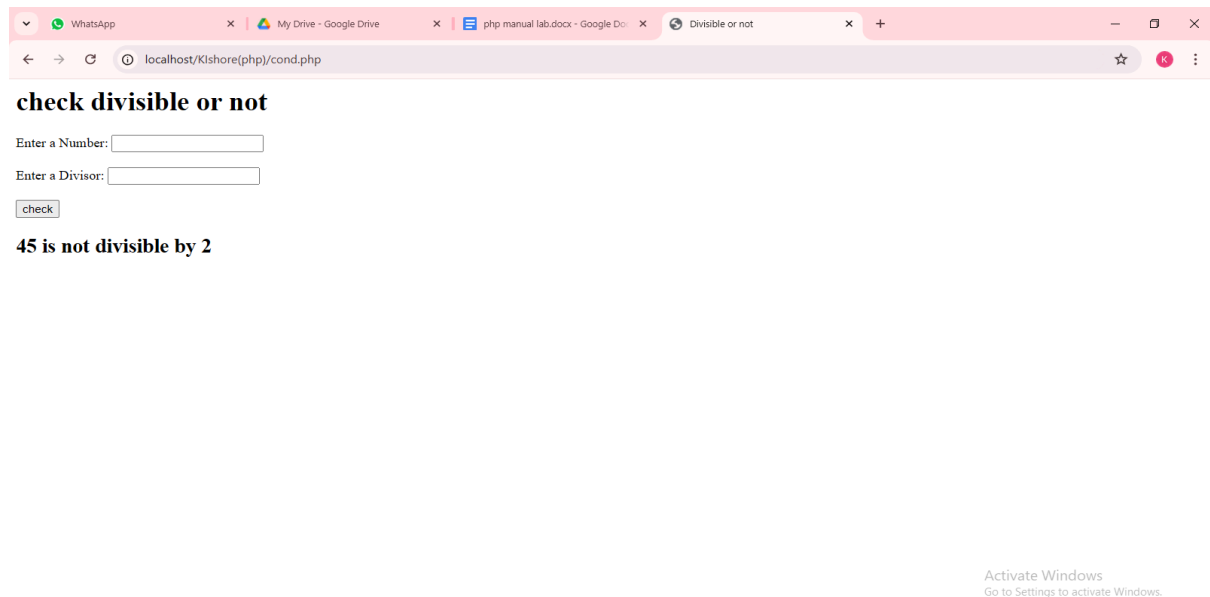 WhatsApp
My Drive - Google Drive
php manual lab.docx - Google Do
Divisible or not
localhost/KIshore(php)/cond.php
K
check divisible or not
Enter a Number:
Enter a Divisor:
check
45 is not divisible by 2
Activate Windows
Go to Settings to activate Windows.